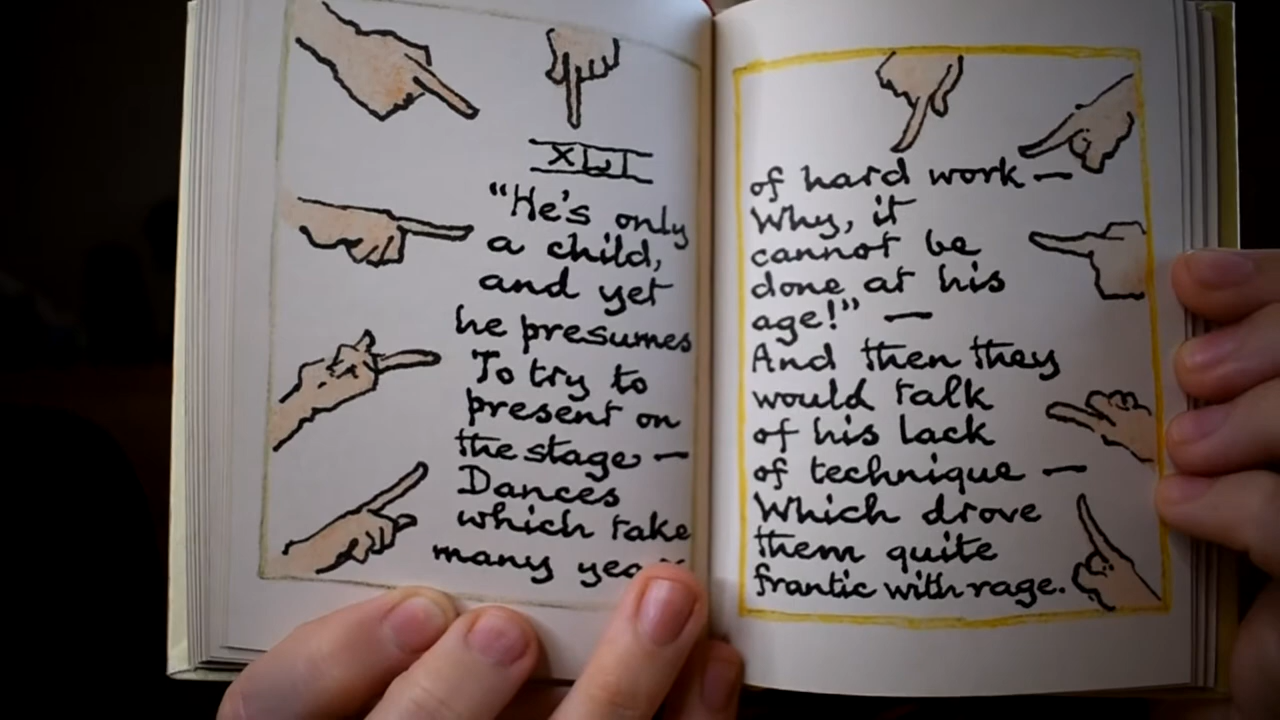 XLI
"He's only
a child,
and yet
he presumes
To try to
present on
the stage —
Dances
which take
many years
of hard work —
Why, it
cannot be
done at his
age!" —
And then they
would talk
of his lack
of technique —
Which drove
them quite
frantic with rage.